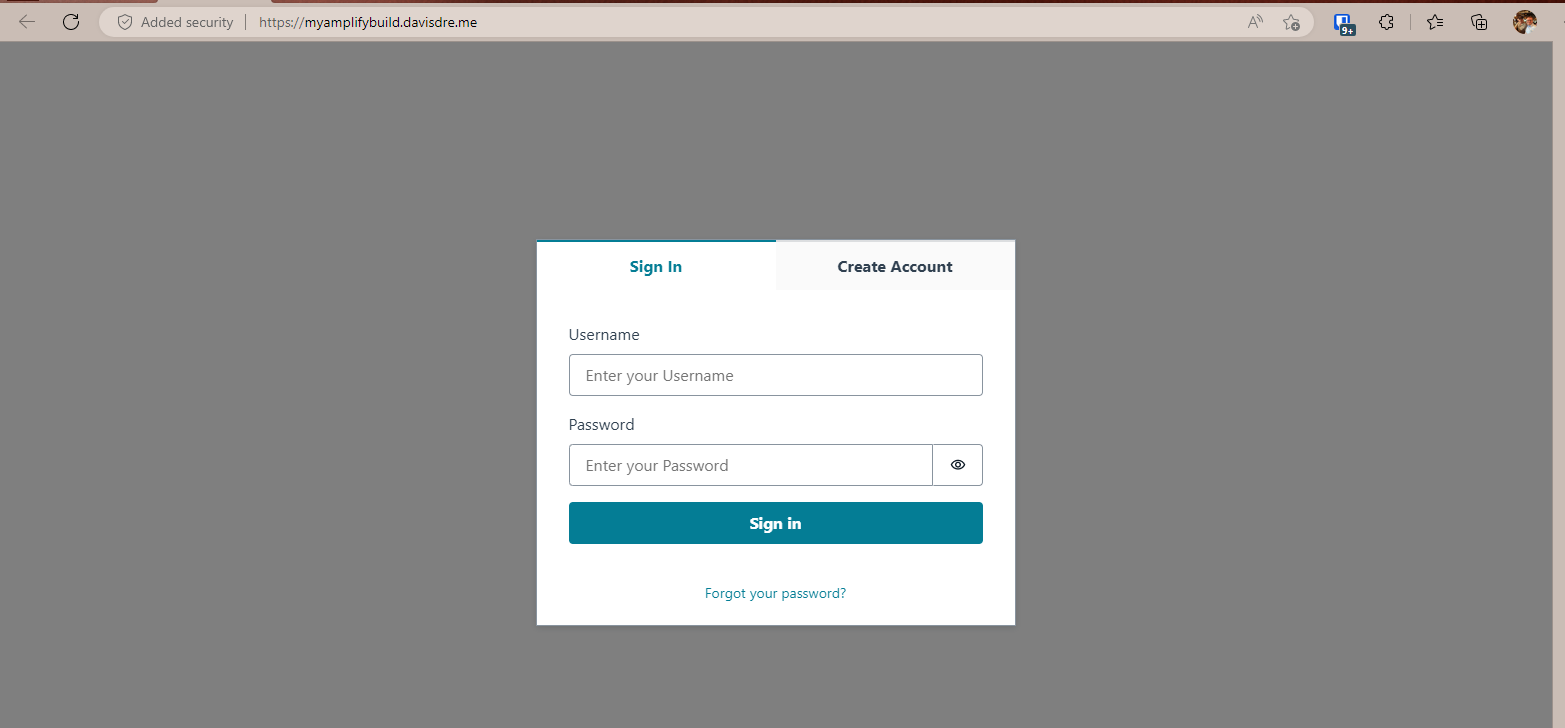 Added security https://myamplifybuild.davisdre.me
9+
Sign In Create Account
Username
Enter your Username
Password
Enter your Password
Sign in
Forgot your password?